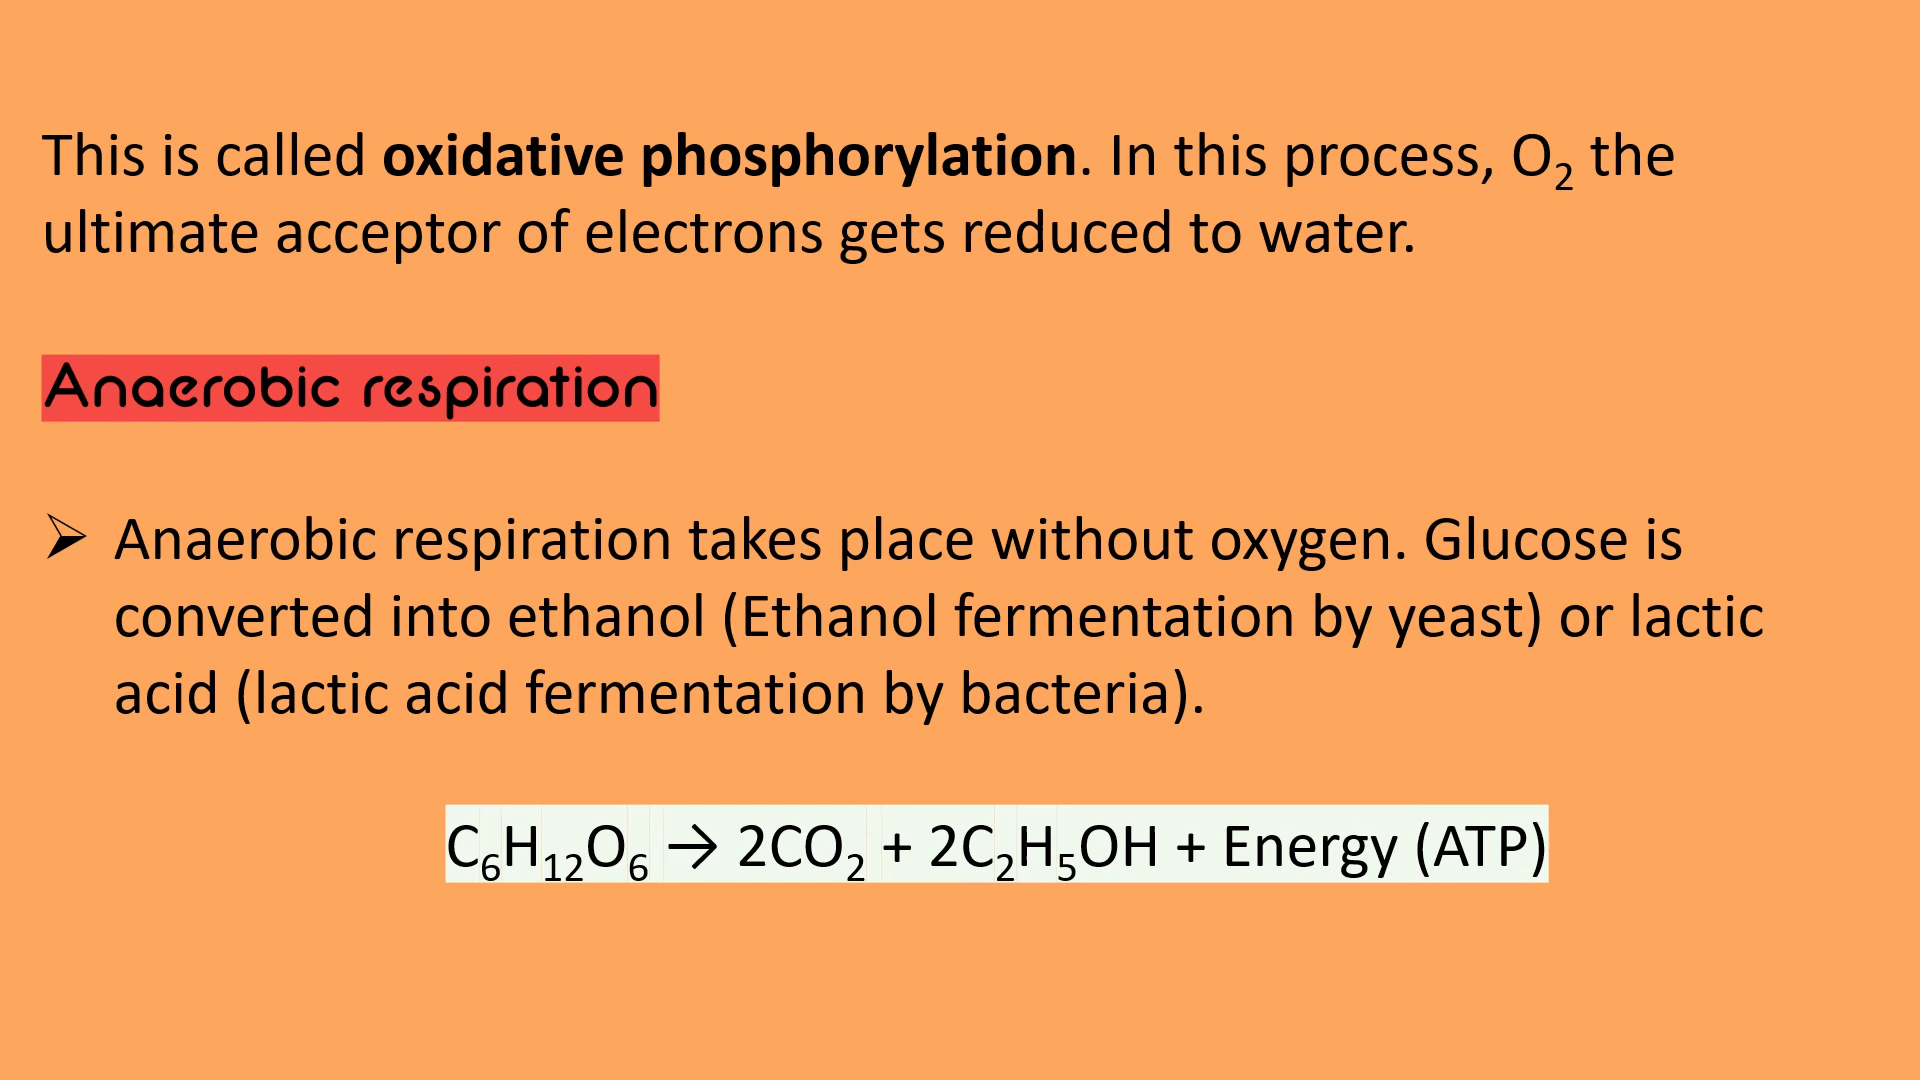 This is called oxidative phosphorylation. In this process, O₂ the
ultimate acceptor of electrons gets reduced to water.
Anaerobic respiration
➢ Anaerobic respiration takes place without oxygen. Glucose is
converted into ethanol (Ethanol fermentation by yeast) or lactic
acid (lactic acid fermentation by bacteria).
C₆H₁₂O₆ → 2CO₂ + 2C₂H₅OH + Energy (ATP)